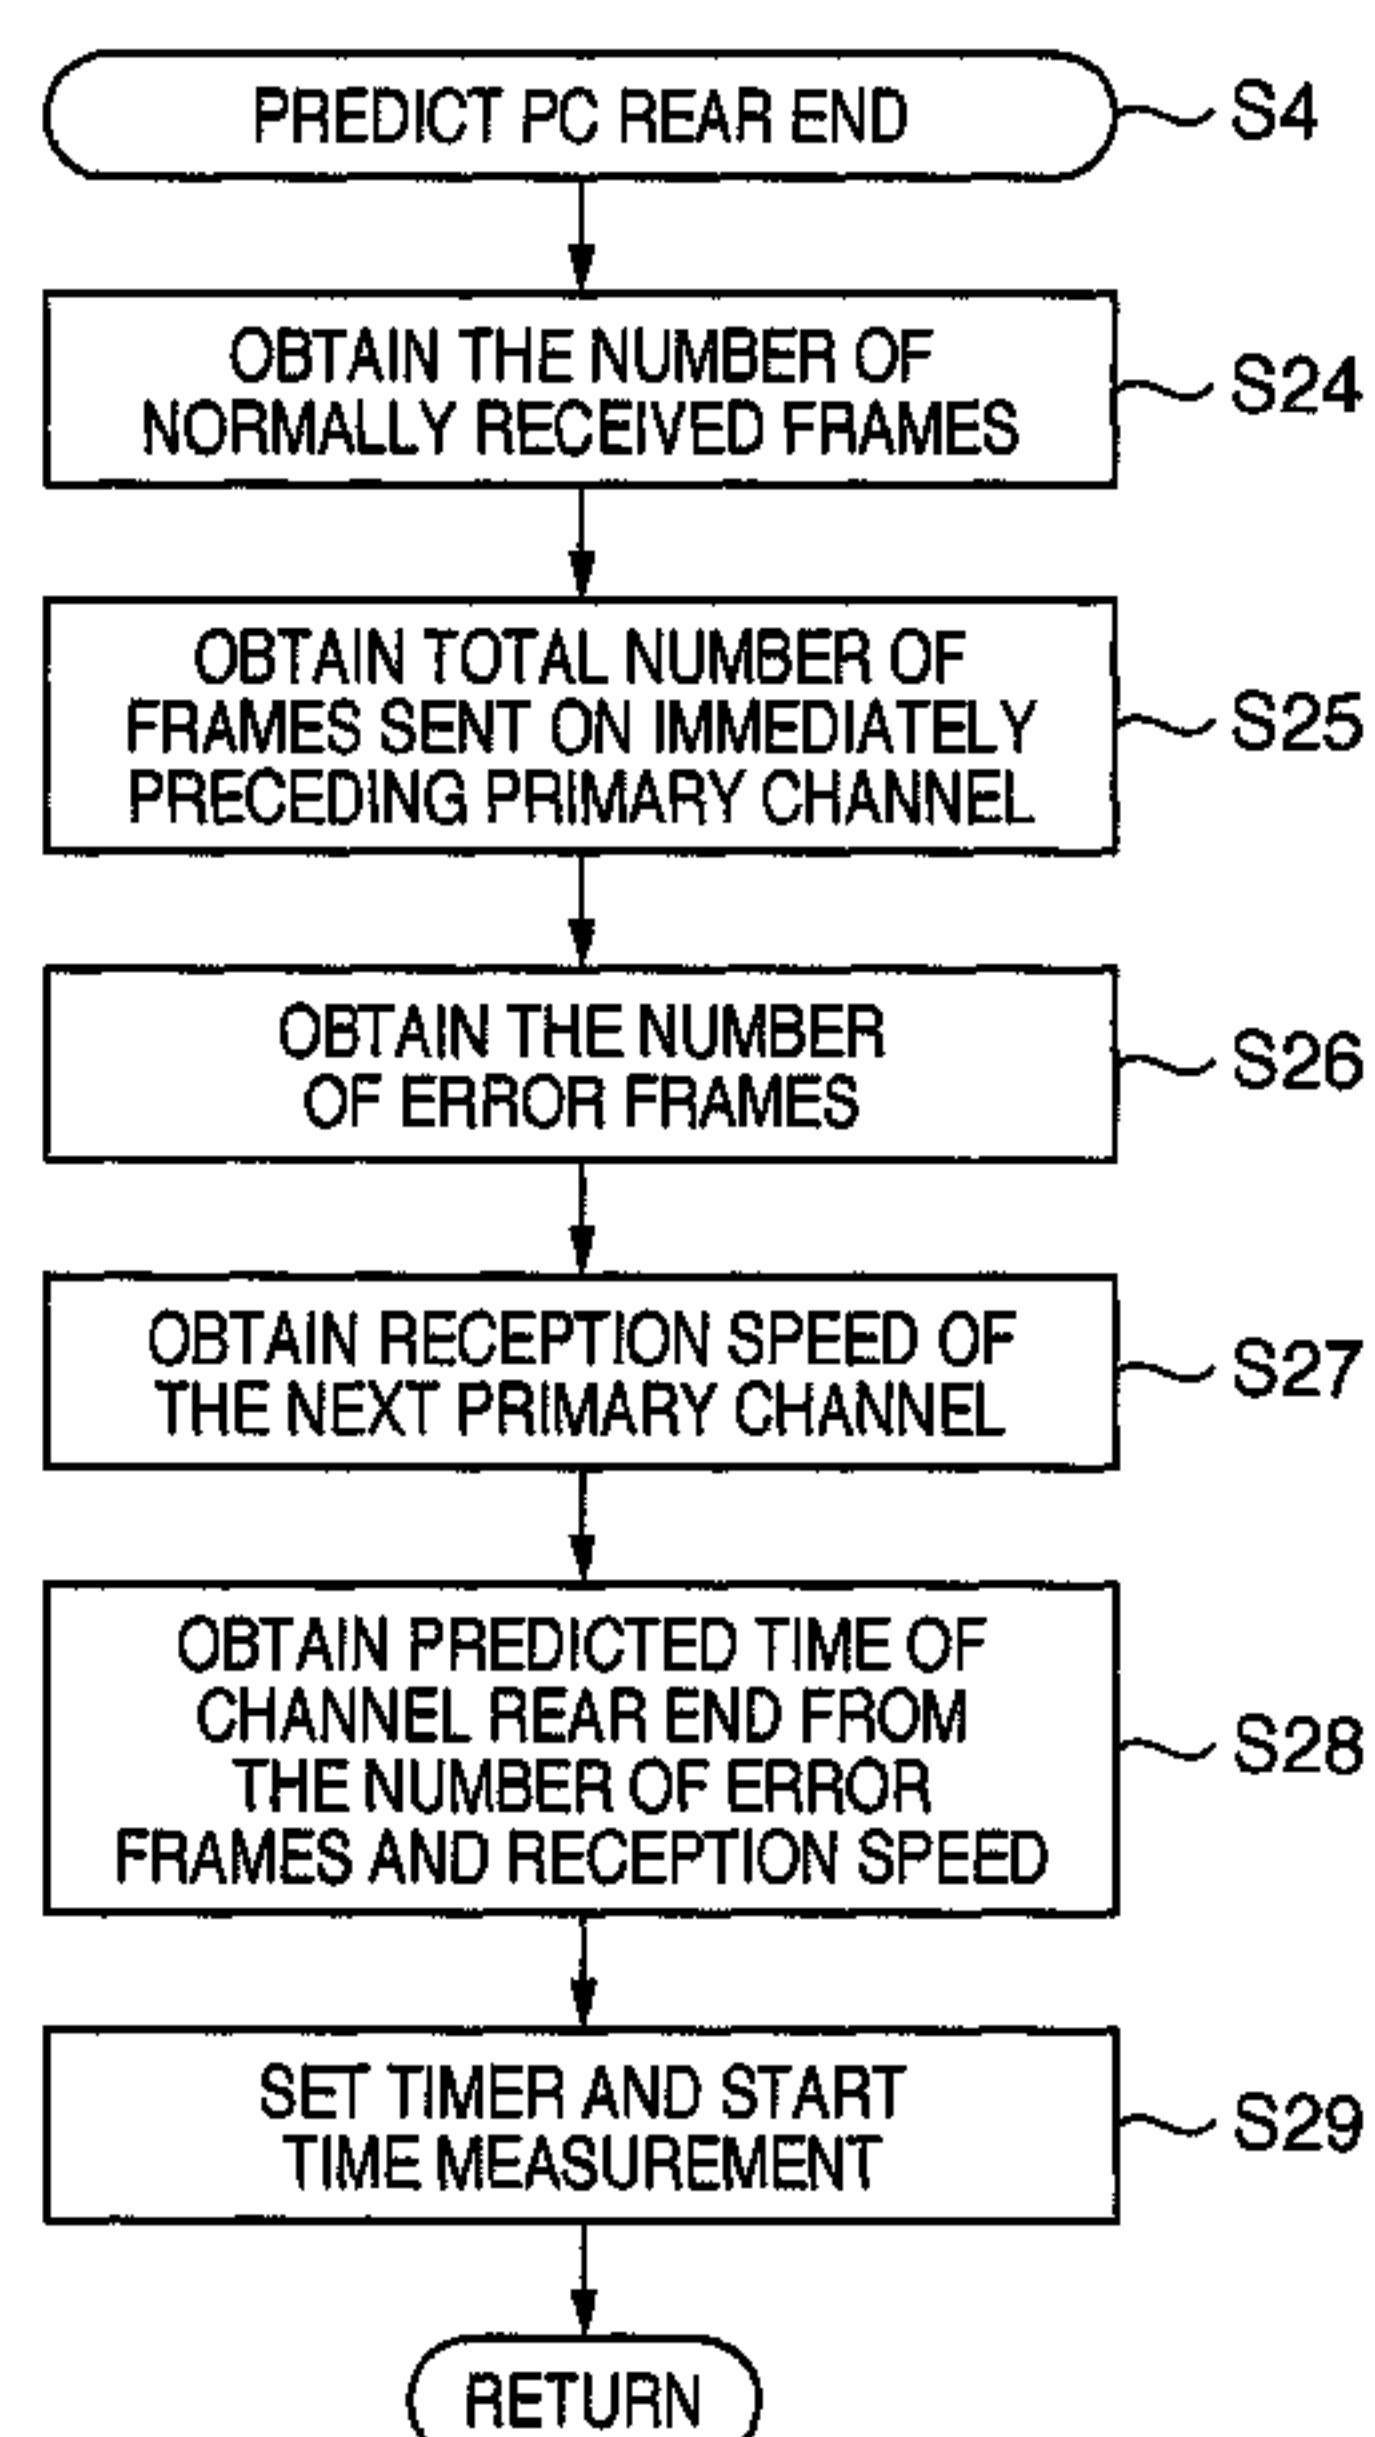 PREDICT PC REAR END
S4
OBTAIN THE NUMBER OF
NORMALLY RECEIVED FRAMES
S24
OBTAIN TOTAL NUMBER OF
FRAMES SENT ON IMMEDIATELY
PRECEDING PRIMARY CHANNEL
S25
OBTAIN THE NUMBER
OF ERROR FRAMES
S26
OBTAIN RECEPTION SPEED OF
THE NEXT PRIMARY CHANNEL
S27
OBTAIN PREDICTED TIME OF
CHANNEL REAR END FROM
THE NUMBER OF ERROR
FRAMES AND RECEPTION SPEED
S28
SET TIMER AND START
TIME MEASUREMENT
S29
RETURN